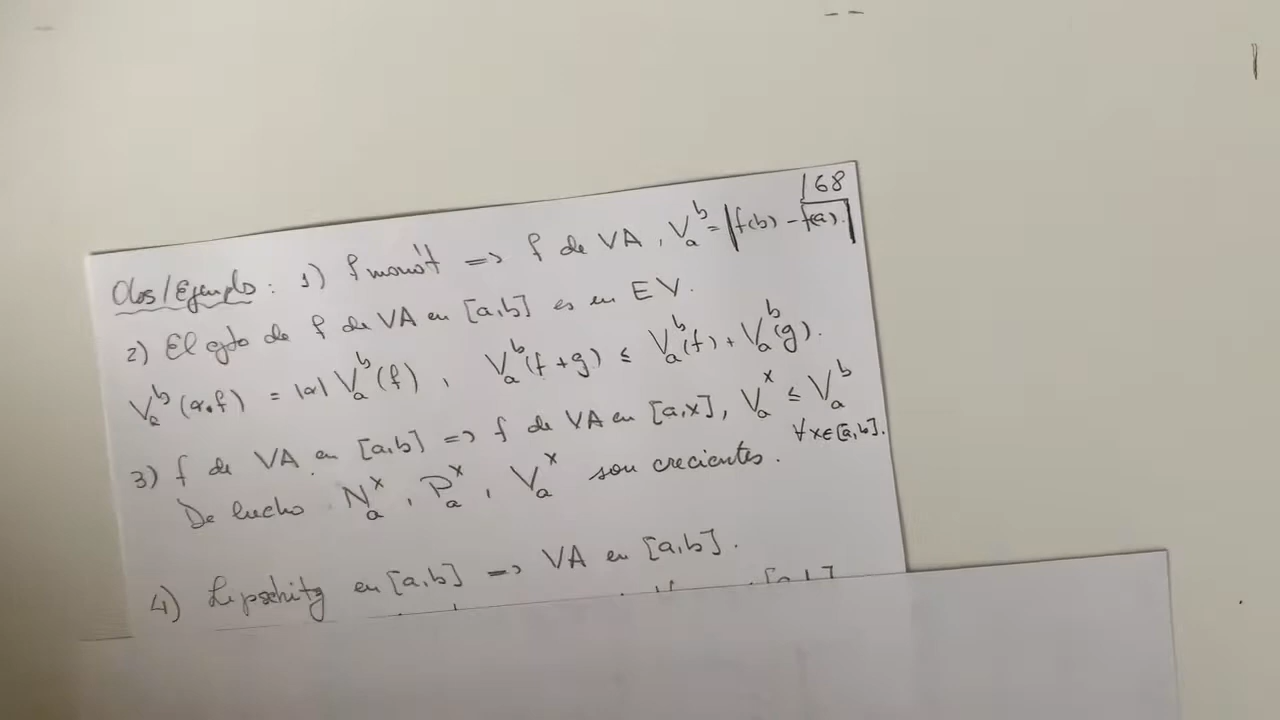 168
Obs/Ejemplo: 1) f monót => f de VA, V_a^b = |f(b) - f(a)|
2) El cjto de f de VA en [a,b] es un EV.
V_a^b(α.f) = |α| V_a^b(f), V_a^b(f+g) ≤ V_a^b(f) + V_a^b(g).
3) f de VA en [a,b] => f de VA en [a,x], V_a^x ≤ V_a^b
∀x∈[a,b].
De hecho N_a^x, P_a^x, V_a^x son crecientes.
4) Lipschitz en [a,b] => VA en [a,b].